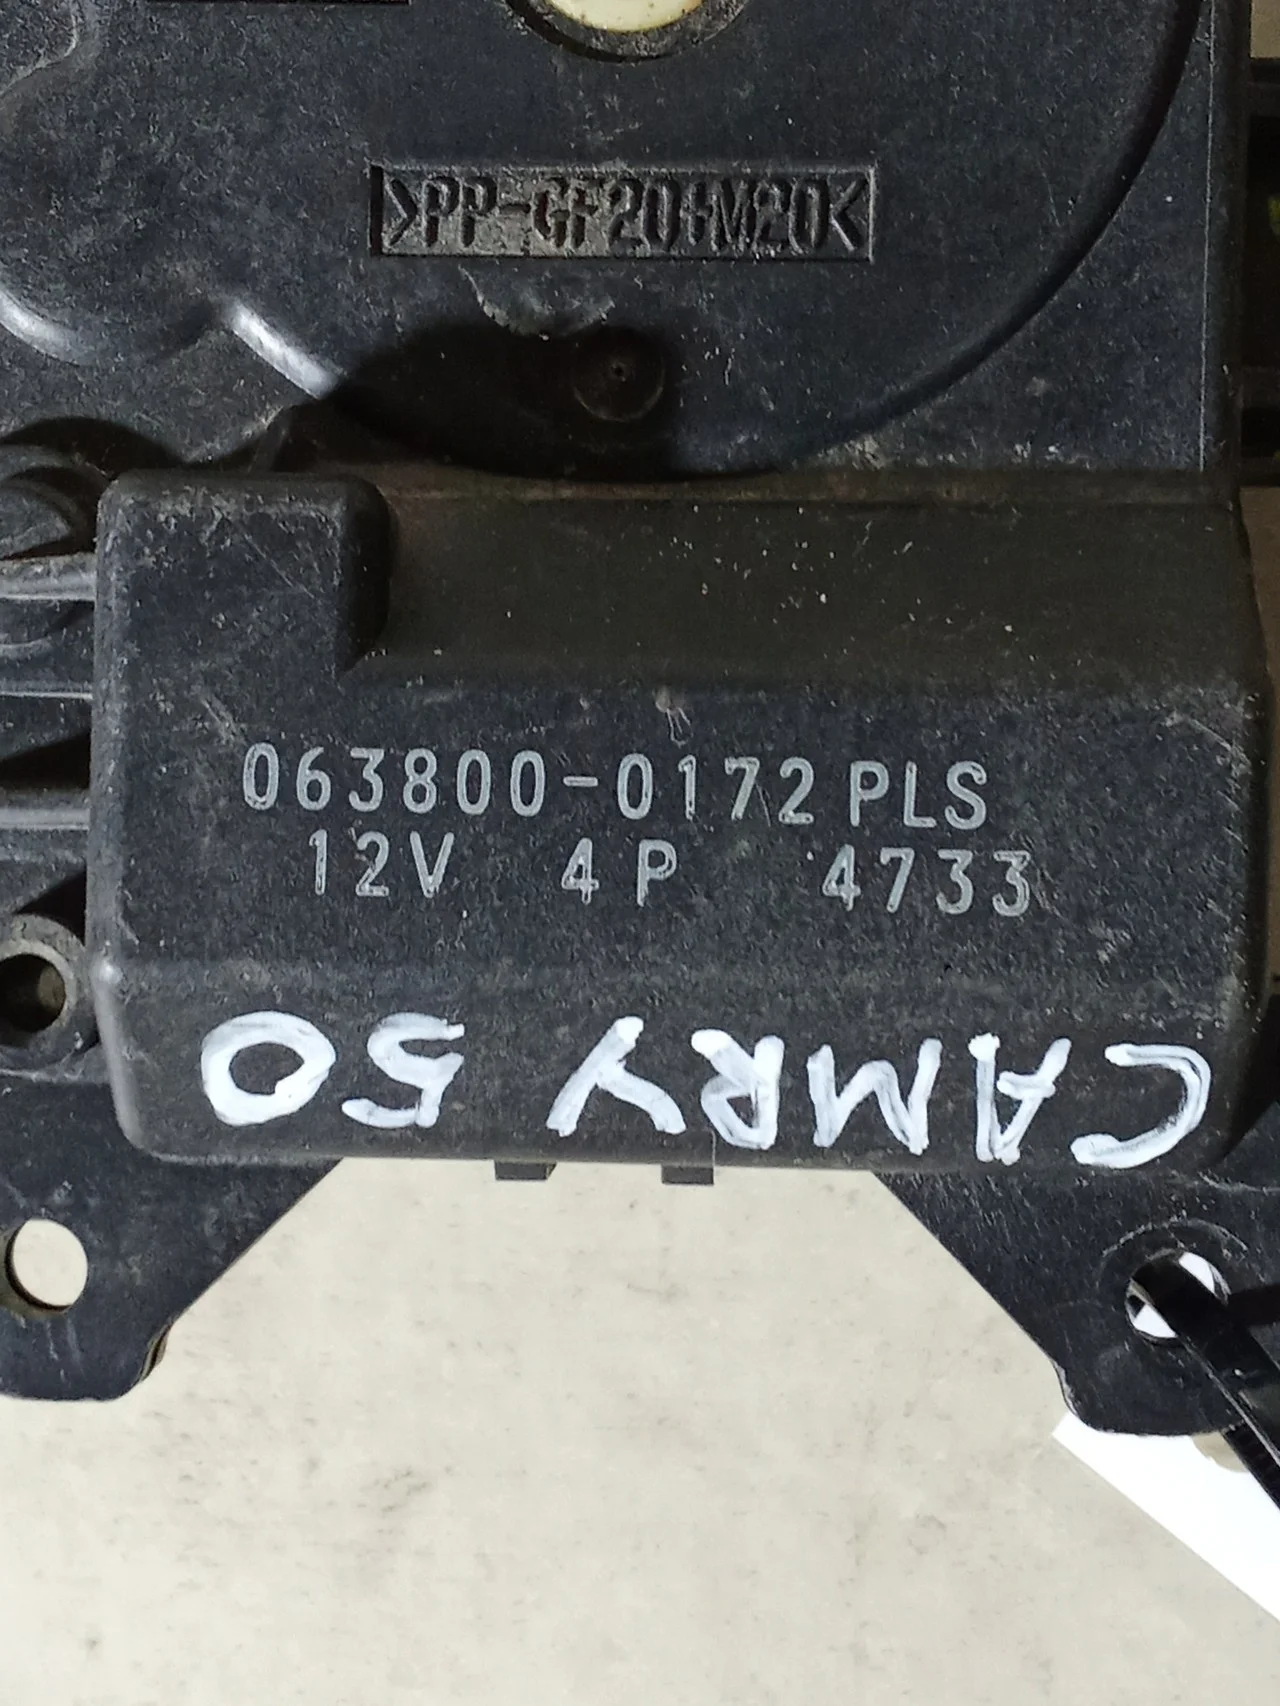 >PP-GF20+M20<
063800-0172 PLS
12V 4P 4733
CAMRY 50